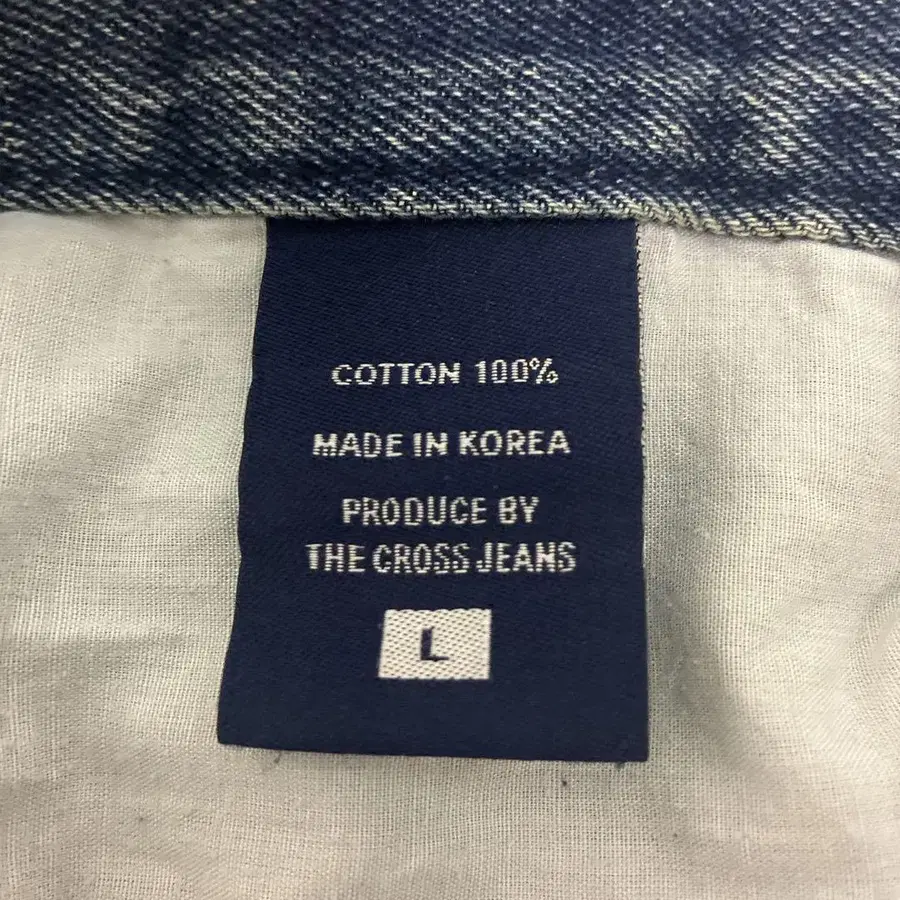 COTTON 100%
MADE IN KOREA
PRODUCE BY
THE CROSS JEANS
L